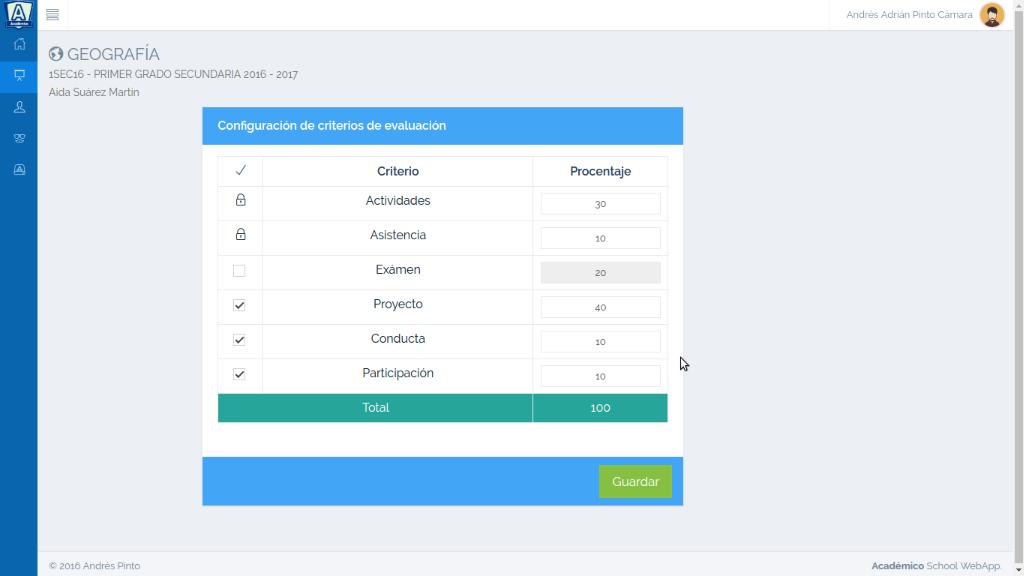 Académico
Andrés Adrián Pinto Cámara
GEOGRAFÍA
1SEC16 - PRIMER GRADO SECUNDARIA 2016 - 2017
Aida Suárez Martín
Configuración de criterios de evaluación
Criterio Procentaje
Actividades 30
Asistencia 10
Exámen 20
Proyecto 40
Conducta 10
Participación 10
Total 100
Guardar
© 2016 Andrés Pinto
Académico School WebApp.